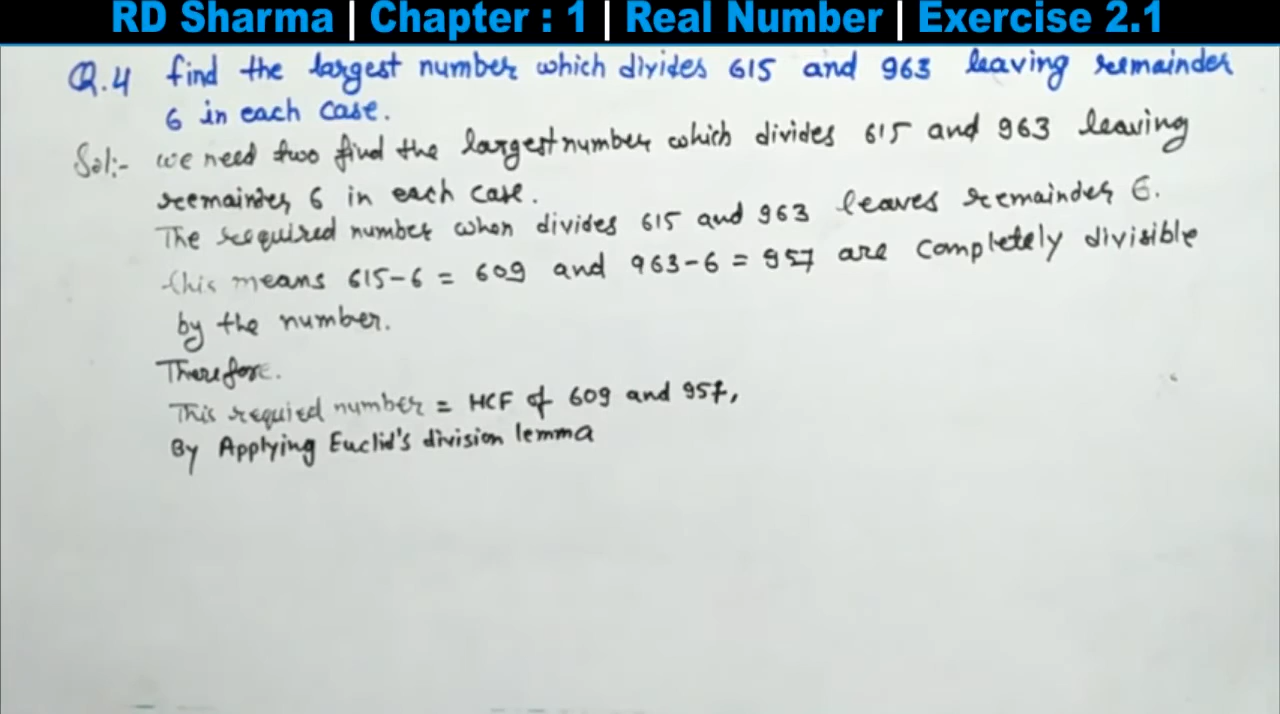 RD Sharma | Chapter : 1 | Real Number | Exercise 2.1
Q.4 find the largest number which divides 615 and 963 leaving remainder
6 in each case.
Sol:- we need two find the largest number which divides 615 and 963 leaving
remainder 6 in each case.
The required number when divides 615 and 963 leaves remainder 6.
this means 615-6 = 609 and 963-6 = 957 are completely divisible
by the number.
Therefore.
This requied number = HCF of 609 and 957,
By Applying Euclid's division lemma